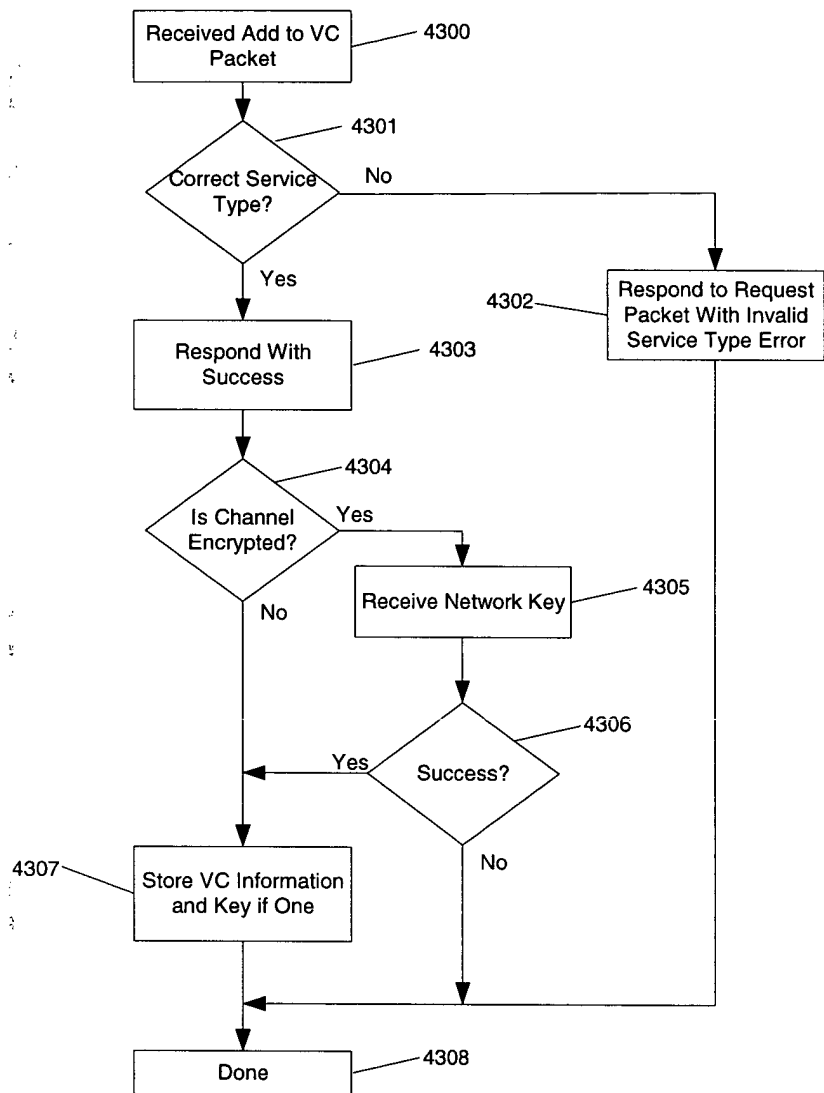 Received Add to VC
Packet
4300
4301
Correct Service
Type?
No
Yes
4302
Respond to Request
Packet With Invalid
Service Type Error
Respond With
Success
4303
4304
Is Channel
Encrypted?
Yes
No
Receive Network Key
4305
4306
Success?
Yes
No
4307
Store VC Information
and Key if One
Done
4308